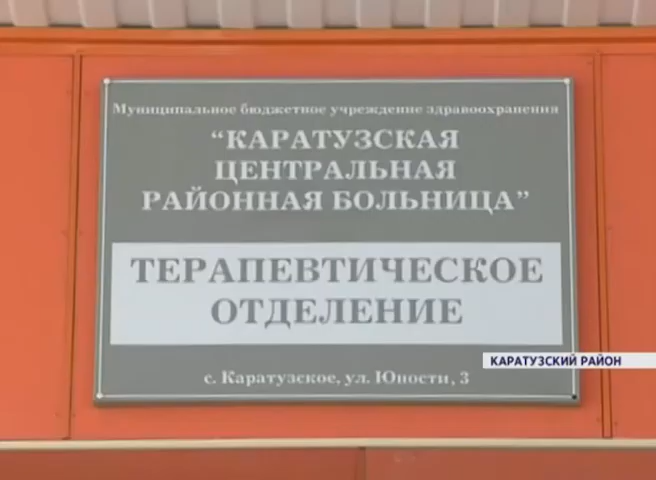 Муниципальное бюджетное учреждение здравоохранения
“КАРАТУЗСКАЯ
ЦЕНТРАЛЬНАЯ
РАЙОННАЯ БОЛЬНИЦА”
ТЕРАПЕВТИЧЕСКОЕ
ОТДЕЛЕНИЕ
КАРАТУЗСКИЙ РАЙОН
с. Каратузское, ул. Юности, 3